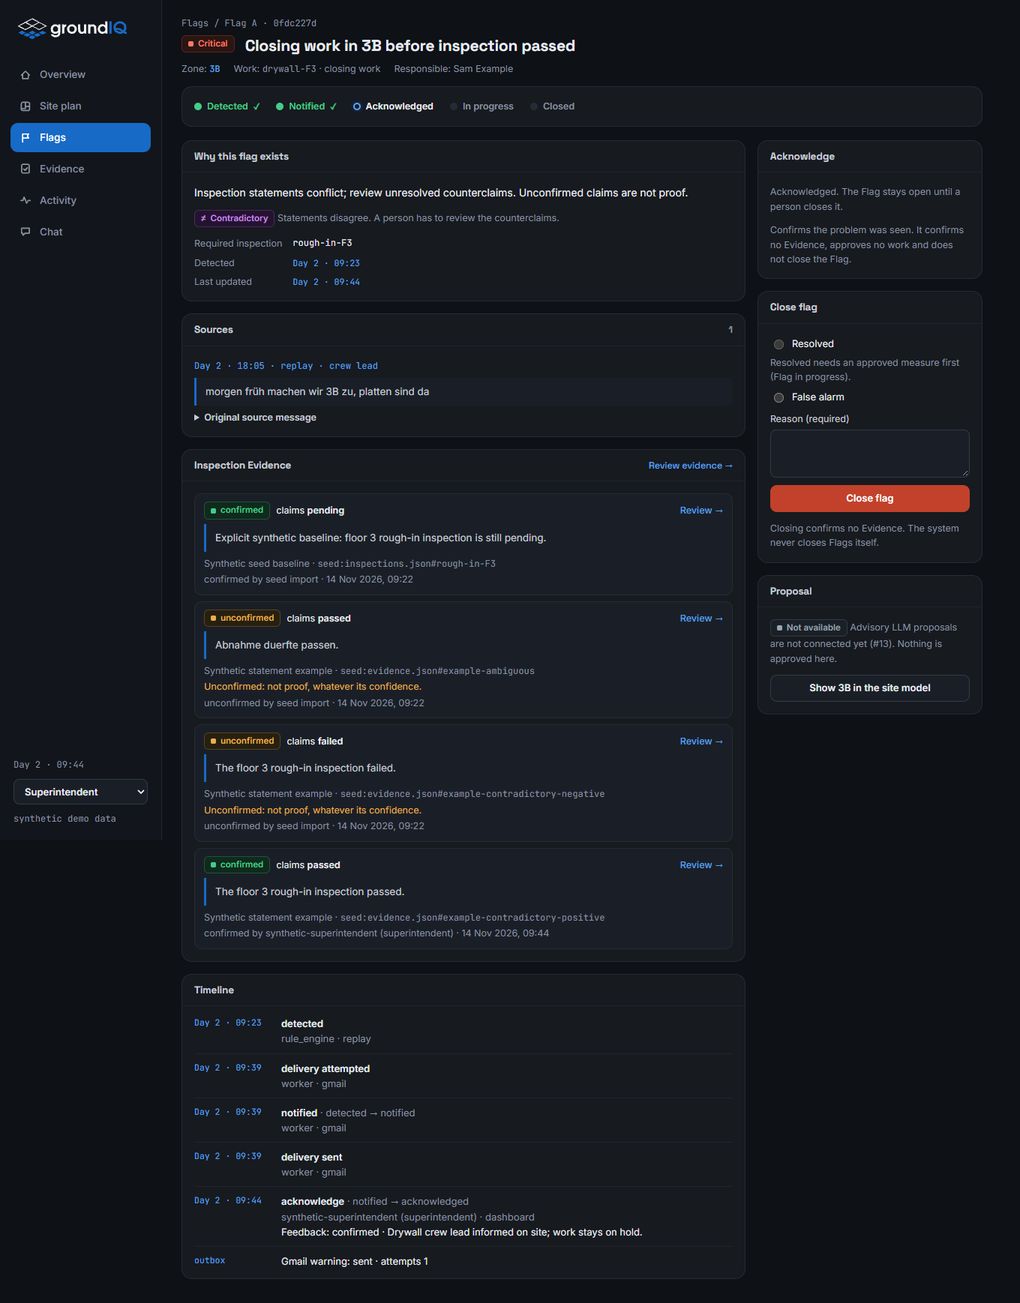 groundIQ
Overview
Site plan
Flags
Evidence
Activity
Chat
Day 2 · 09:44
Superintendent
synthetic demo data
Flags / Flag A · 0fdc227d
Critical
Closing work in 3B before inspection passed
Zone: 3B Work: drywall-F3 · closing work Responsible: Sam Example
Detected ✓ Notified ✓ Acknowledged In progress Closed
Why this flag exists
Inspection statements conflict; review unresolved counterclaims. Unconfirmed claims are not proof.
≠ Contradictory Statements disagree. A person has to review the counterclaims.
Required inspection rough-in-F3
Detected Day 2 · 09:23
Last updated Day 2 · 09:44
Sources 1
Day 2 · 18:05 · replay · crew lead
morgen früh machen wir 3B zu, platten sind da
Original source message
Inspection Evidence Review evidence →
confirmed claims pending Review →
Explicit synthetic baseline: floor 3 rough-in inspection is still pending.
Synthetic seed baseline · seed:inspections.json#rough-in-F3
confirmed by seed import · 14 Nov 2026, 09:22
unconfirmed claims passed Review →
Abnahme duerfte passen.
Synthetic statement example · seed:evidence.json#example-ambiguous
Unconfirmed: not proof, whatever its confidence.
unconfirmed by seed import · 14 Nov 2026, 09:22
unconfirmed claims failed Review →
The floor 3 rough-in inspection failed.
Synthetic statement example · seed:evidence.json#example-contradictory-negative
Unconfirmed: not proof, whatever its confidence.
unconfirmed by seed import · 14 Nov 2026, 09:22
confirmed claims passed Review →
The floor 3 rough-in inspection passed.
Synthetic statement example · seed:evidence.json#example-contradictory-positive
confirmed by synthetic-superintendent (superintendent) · 14 Nov 2026, 09:44
Timeline
Day 2 · 09:23 detected
rule_engine · replay
Day 2 · 09:39 delivery attempted
worker · gmail
Day 2 · 09:39 notified · detected → notified
worker · gmail
Day 2 · 09:39 delivery sent
worker · gmail
Day 2 · 09:44 acknowledge · notified → acknowledged
synthetic-superintendent (superintendent) · dashboard
Feedback: confirmed · Drywall crew lead informed on site; work stays on hold.
outbox Gmail warning: sent · attempts 1
Acknowledge
Acknowledged. The Flag stays open until a
person closes it.
Confirms the problem was seen. It confirms
no Evidence, approves no work and does
not close the Flag.
Close flag
Resolved
Resolved needs an approved measure first
(Flag in progress).
False alarm
Reason (required)
Close flag
Closing confirms no Evidence. The system
never closes Flags itself.
Proposal
Not available Advisory LLM proposals
are not connected yet (#13). Nothing is
approved here.
Show 3B in the site model